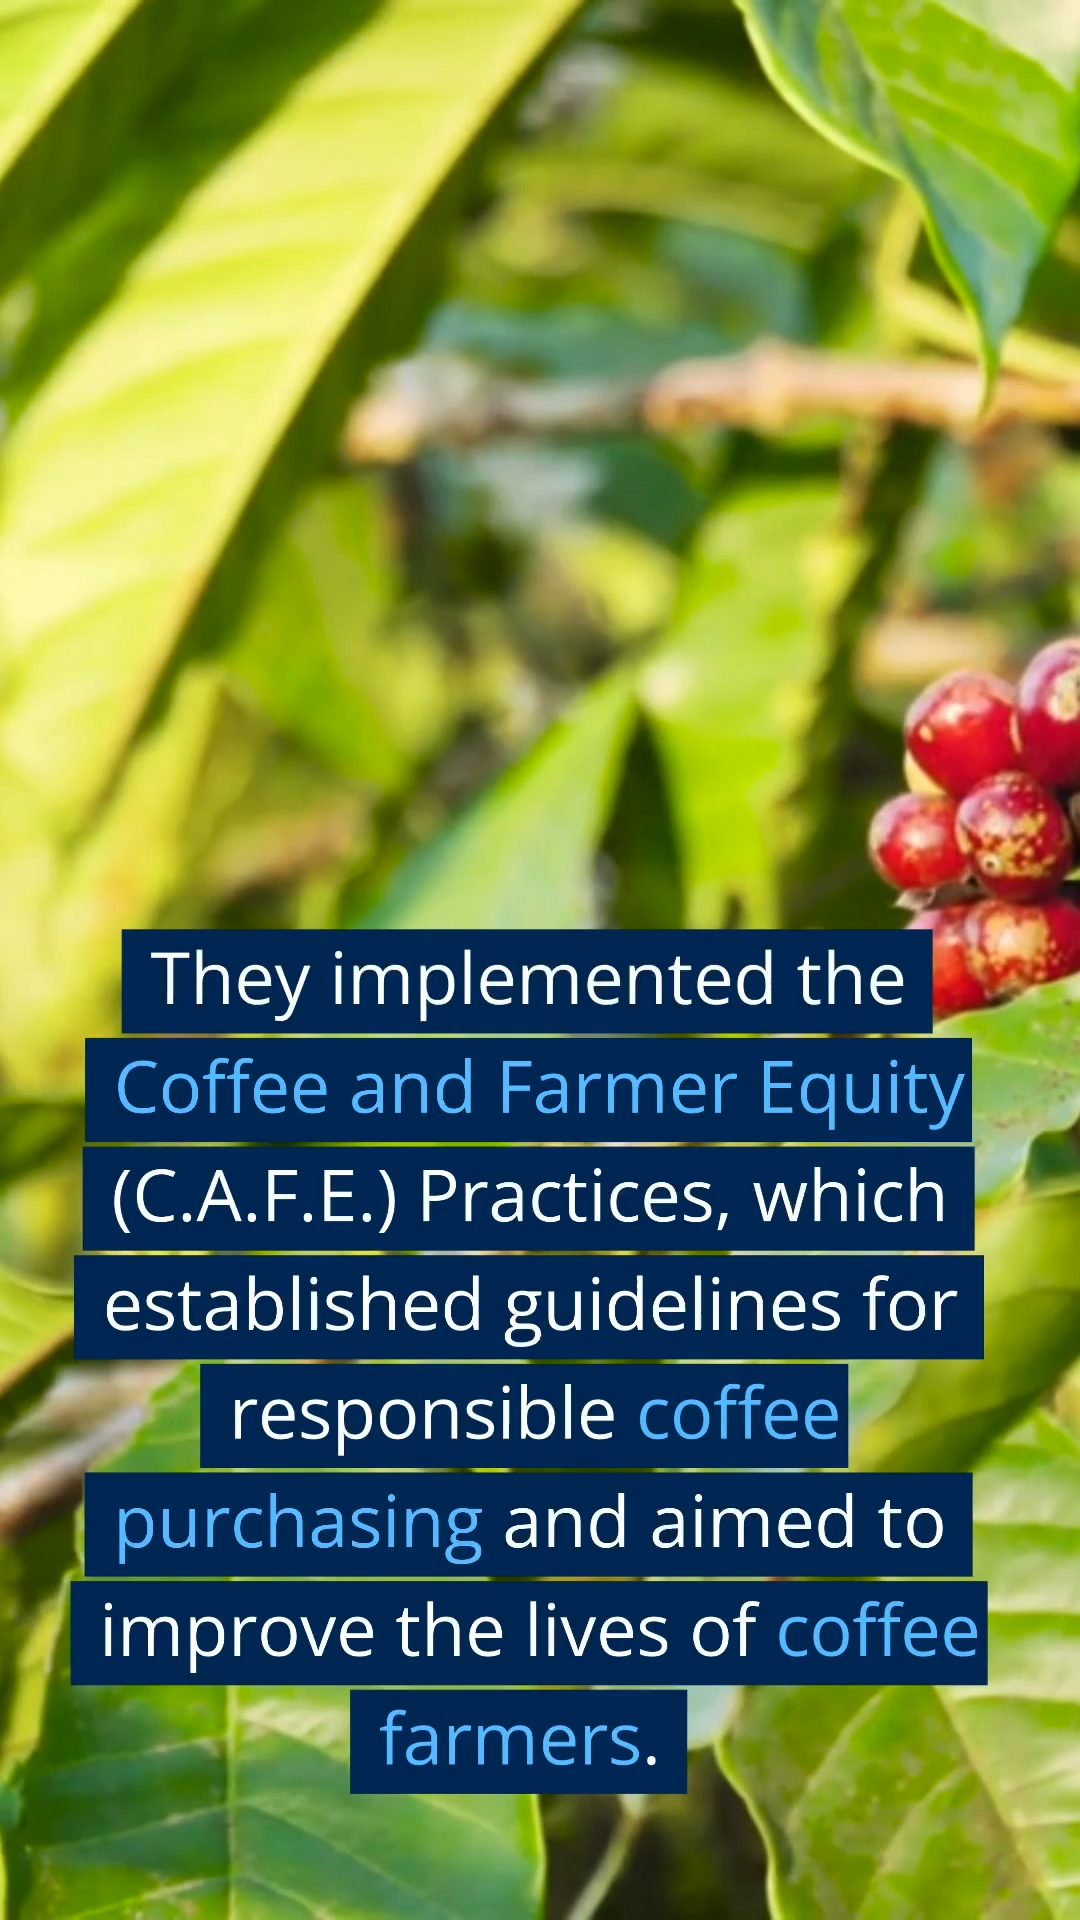 They implemented the
Coffee and Farmer Equity
(C.A.F.E.) Practices, which
established guidelines for
responsible coffee
purchasing and aimed to
improve the lives of coffee
farmers.